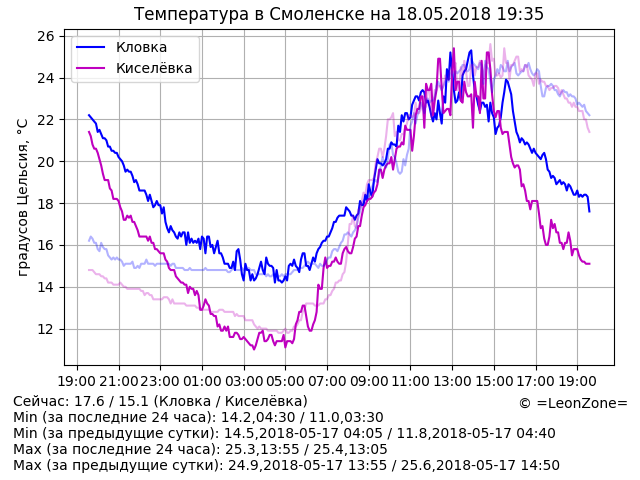 Температура в Смоленске на 18.05.2018 19:35
Кловка
Киселёвка
градусов Цельсия, °C
26
24
22
20
18
16
14
12
19:00 21:00 23:00 01:00 03:00 05:00 07:00 09:00 11:00 13:00 15:00 17:00 19:00
Сейчас: 17.6 / 15.1 (Кловка / Киселёвка)
© =LeonZone=
Min (за последние 24 часа): 14.2,04:30 / 11.0,03:30
Min (за предыдущие сутки): 14.5,2018-05-17 04:05 / 11.8,2018-05-17 04:40
Max (за последние 24 часа): 25.3,13:55 / 25.4,13:05
Max (за предыдущие сутки): 24.9,2018-05-17 13:55 / 25.6,2018-05-17 14:50